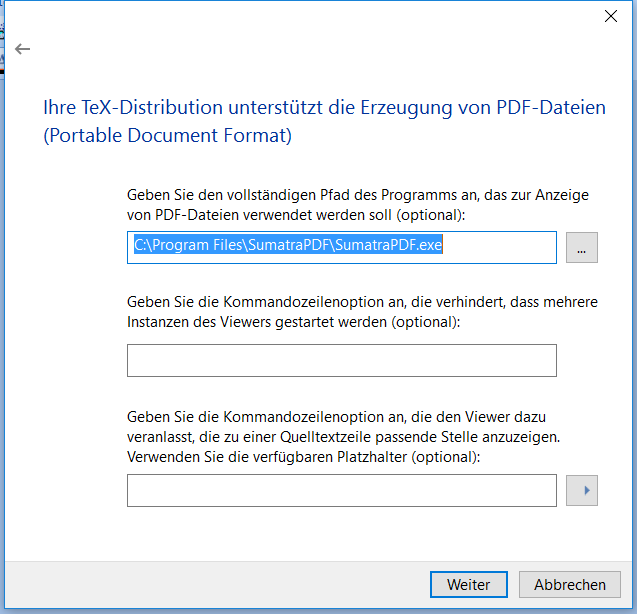 Ihre TeX-Distribution unterstützt die Erzeugung von PDF-Dateien
(Portable Document Format)
Geben Sie den vollständigen Pfad des Programms an, das zur Anzeige
von PDF-Dateien verwendet werden soll (optional):
C:\Program Files\SumatraPDF\SumatraPDF.exe
...
Geben Sie die Kommandozeilenoption an, die verhindert, dass mehrere
Instanzen des Viewers gestartet werden (optional):
Geben Sie die Kommandozeilenoption an, die den Viewer dazu
veranlasst, die zu einer Quelltextzeile passende Stelle anzuzeigen.
Verwenden Sie die verfügbaren Platzhalter (optional):
Weiter
Abbrechen